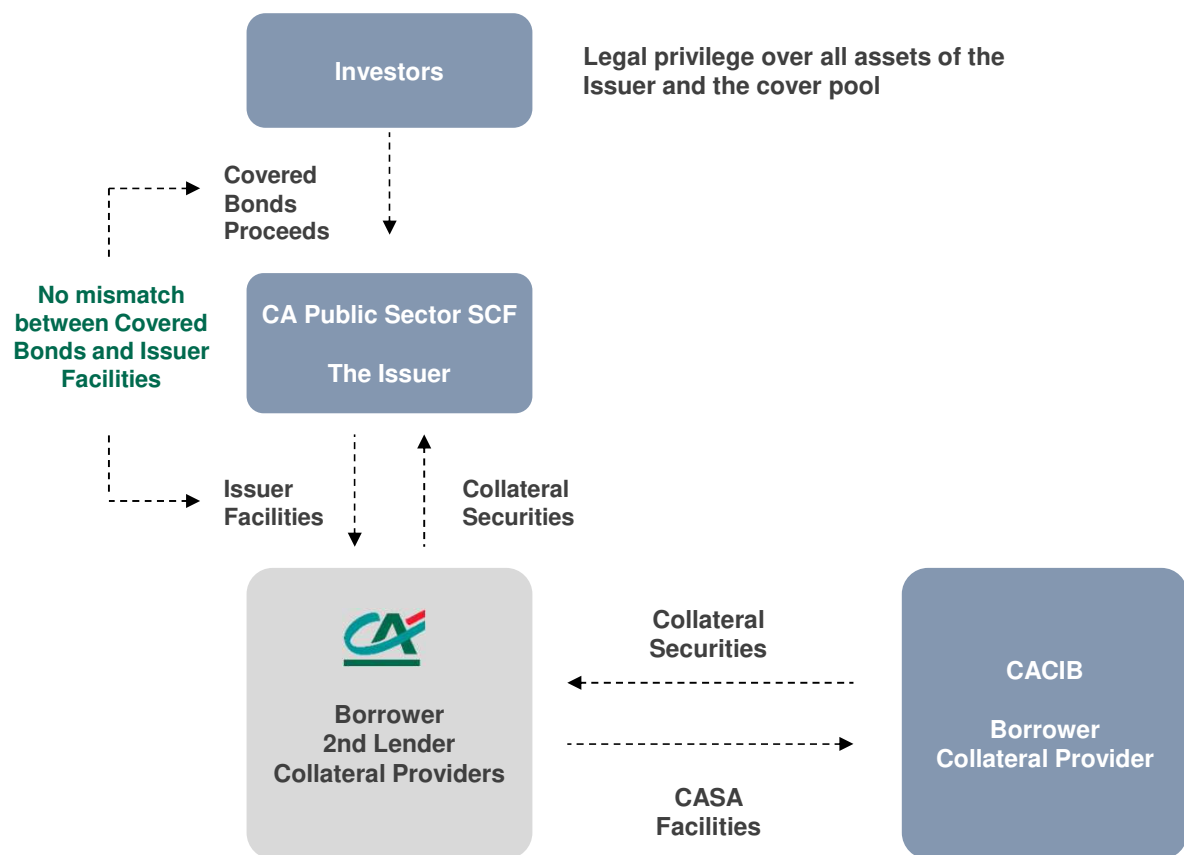 Investors
Legal privilege over all assets of the
Issuer and the cover pool
Covered
Bonds
Proceeds
No mismatch
between Covered
Bonds and Issuer
Facilities
CA Public Sector SCF
The Issuer
Issuer
Facilities
Collateral
Securities
CA
Borrower
2nd Lender
Collateral Providers
Collateral
Securities
CASA
Facilities
CACIB
Borrower
Collateral Provider